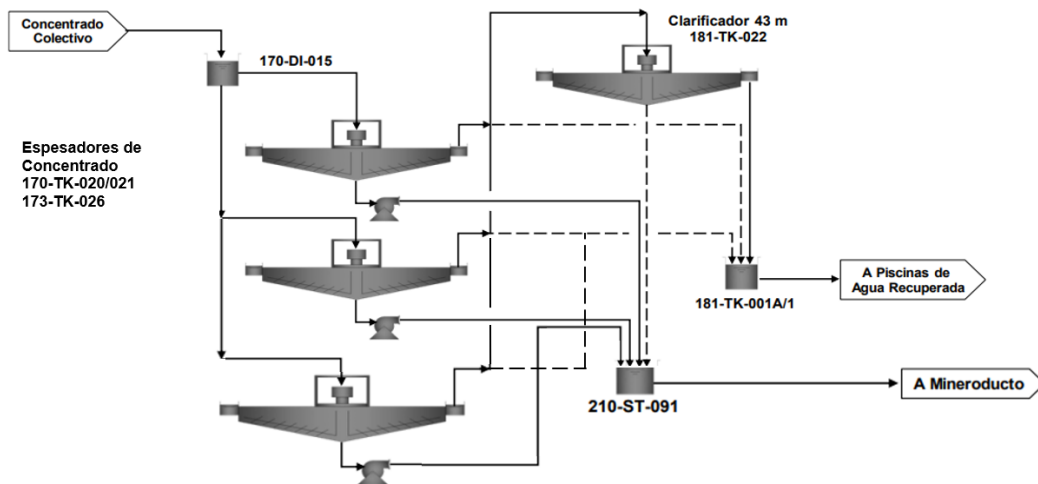 Concentrado
Colectivo
170-DI-015
Clarificador 43 m
181-TK-022
Espesadores de
Concentrado
170-TK-020/021
173-TK-026
A Piscinas de
Agua Recuperada
181-TK-001A/1
A Mineroducto
210-ST-091